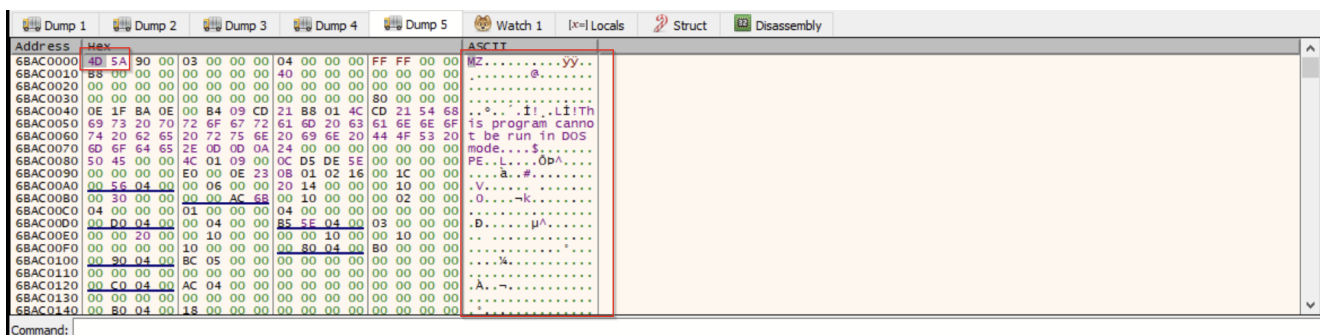 Dump 1 Dump 2 Dump 3 Dump 4 Dump 5 Watch 1 [x=] Locals Struct Disassembly
Address Hex ASCII
6BAC0000 4D 5A 90 00 03 00 00 00 04 00 00 00 FF FF 00 00 MZ..........ÿÿ..
6BAC0010 B8 00 00 00 00 00 00 00 40 00 00 00 00 00 00 00 ........@.......
6BAC0020 00 00 00 00 00 00 00 00 00 00 00 00 00 00 00 00 ................
6BAC0030 00 00 00 00 00 00 00 00 00 00 00 00 80 00 00 00 ................
6BAC0040 0E 1F BA 0E 00 B4 09 CD 21 B8 01 4C CD 21 54 68 ..º..´.Í!¸.LÍ!Th
6BAC0050 69 73 20 70 72 6F 67 72 61 6D 20 63 61 6E 6E 6F is program canno
6BAC0060 74 20 62 65 20 72 75 6E 20 69 6E 20 44 4F 53 20 t be run in DOS
6BAC0070 6D 6F 64 65 2E 0D 0D 0A 24 00 00 00 00 00 00 00 mode....$.......
6BAC0080 50 45 00 00 4C 01 09 00 0C D5 DE 5E 00 00 00 00 PE..L....ÕÞ^....
6BAC0090 00 00 00 00 E0 00 0E 23 0B 01 02 16 00 1C 00 00 ....à..#........
6BAC00A0 00 56 04 00 00 06 00 00 20 14 00 00 00 10 00 00 .V...... .......
6BAC00B0 00 30 00 00 00 00 AC 6B 00 10 00 00 00 02 00 00 .0....¬k........
6BAC00C0 04 00 00 00 01 00 00 00 04 00 00 00 00 00 00 00 ................
6BAC00D0 00 D0 04 00 00 04 00 00 B5 5E 04 00 03 00 00 00 .Ð......µ^......
6BAC00E0 00 00 20 00 00 10 00 00 00 00 10 00 00 10 00 00 .. .............
6BAC00F0 00 00 00 00 10 00 00 00 00 80 04 00 B0 00 00 00 ............°...
6BAC0100 00 90 04 00 BC 05 00 00 00 00 00 00 00 00 00 00 ....¼...........
6BAC0110 00 00 00 00 00 00 00 00 00 00 00 00 00 00 00 00 ................
6BAC0120 00 C0 04 00 AC 04 00 00 00 00 00 00 00 00 00 00 .À..¬...........
6BAC0130 00 00 00 00 00 00 00 00 00 00 00 00 00 00 00 00 ................
6BAC0140 00 B0 04 00 18 00 00 00 00 00 00 00 00 00 00 00 .°..............
Command: